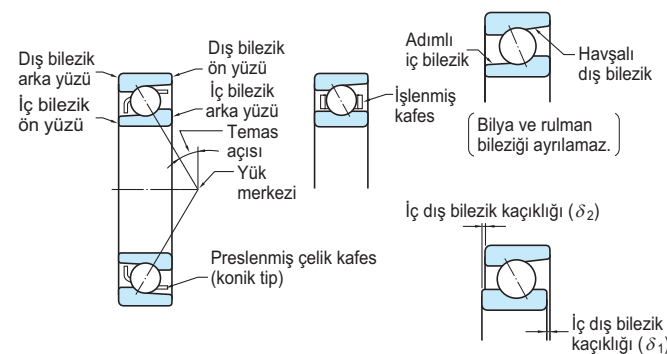 Dış bilezik
arka yüzü
Dış bilezik
ön yüzü
İç bilezik
ön yüzü
İç bilezik
arka yüzü
Temas
açısı
Yük
merkezi
Preslenmiş çelik kafes
(konik tip)
İşlenmiş
kafes
Adımlı
iç bilezik
Havşalı
dış bilezik
(Bilya ve rulman
bileziği ayrılamaz.)
İç dış bilezik kaçıklığı (δ₂)
İç dış bilezik
kaçıklığı (δ₁)